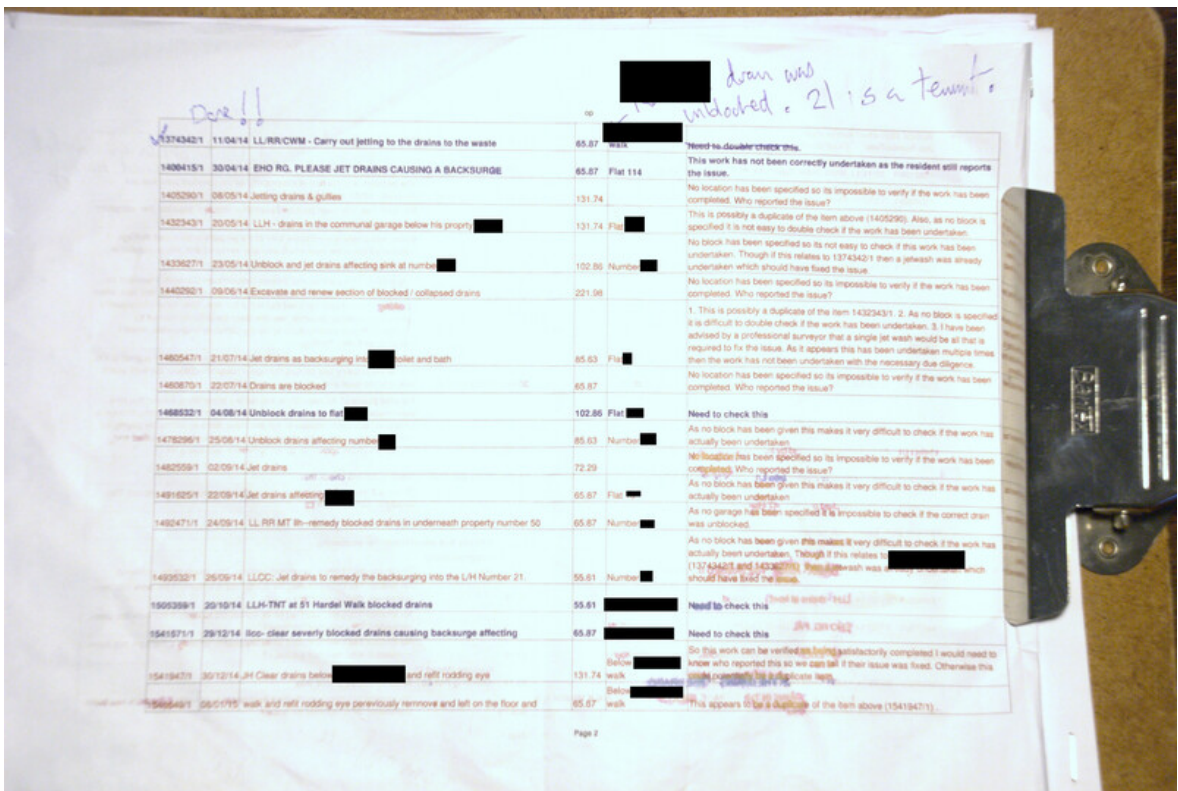 drain was
unblocked. 21 is a tenant.
Done!!
op
1374342/1 11/04/14 LL/RR/CWM - Carry out jetting to the drains to the waste 65.87 walk Need to double check this.
This work has not been correctly undertaken as the resident still reports
1400415/1 30/04/14 EHO RG. PLEASE JET DRAINS CAUSING A BACKSURGE 65.87 Flat 114 the issue.
No location has been specified so its impossible to verify if the work has been
1405290/1 08/05/14 Jetting drains & gullies 131.74 completed. Who reported the issue?
This is possibly a duplicate of the item above (1405290). Also, as no block is
1432343/1 20/05/14 LLH - drains in the communal garage below his proprty 131.74 Flat specified it is not easy to double check if the work has been undertaken.
No block has been specified so its not easy to check if this work has been
undertaken. Though if this relates to 1374342/1 then a jetwash was already
1433627/1 23/05/14 Unblock and jet drains affecting sink at number 102.86 Number undertaken which should have fixed the issue.
No location has been specified so its impossible to verify if the work has been
1440292/1 09/06/14 Excavate and renew section of blocked / collapsed drains 221.98 completed. Who reported the issue?
1. This is possibly a duplicate of the item 1432343/1. 2. As no block is specified
it is difficult to double check if the work has been undertaken. 3. I have been
advised by a professional surveyor that a single jet wash would be all that is
required to fix the issue. As it appears this has been undertaken multiple times
1460547/1 21/07/14 Jet drains as backsurging into toilet and bath 85.63 Flat then the work has not been undertaken with the necessary due diligence.
No location has been specified so its impossible to verify if the work has been
1460870/1 22/07/14 Drains are blocked 65.87 completed. Who reported the issue?
1468532/1 04/08/14 Unblock drains to flat 102.86 Flat Need to check this
As no block has been given this makes it very difficult to check if the work has
1478298/1 25/08/14 Unblock drains affecting number 85.63 Number actually been undertaken
No location has been specified so its impossible to verify if the work has been
1482559/1 02/09/14 Jet drains 72.29 completed. Who reported the issue?
As no block has been given this makes it very difficult to check if the work has
1491625/1 22/09/14 Jet drains affecting 65.87 Flat actually been undertaken
As no garage has been specified it is impossible to check if the correct drain
1492471/1 24/09/14 LL RR MT llh--remedy blocked drains in underneath property number 50 65.87 Number was unblocked.
As no block has been given this makes it very difficult to check if the work has
actually been undertaken. Though if this relates to
(1374342/1 and 1433627/1) then a jetwash was already undertaken which
1493532/1 26/09/14 LLCC: Jet drains to remedy the backsurging into the L/H Number 21. 55.61 Number should have fixed the issue.
1505359/1 20/10/14 LLH-TNT at 51 Hardel Walk blocked drains 55.61 Need to check this
1541571/1 29/12/14 llco- clear severly blocked drains causing backsurge affecting 65.87 Need to check this
So this work can be verified as being satisfactorily completed I would need to
Below know who reported this so we can tell if their issue was fixed. Otherwise this
1541947/1 30/12/14 JH Clear drains below and refit rodding eye 131.74 walk could potentially be a duplicate item.
Below
06/01/15 walk and refit rodding eye pereviously remnove and left on the floor and 65.87 walk This appears to be a duplicate of the item above (1541947/1) .
Page 2